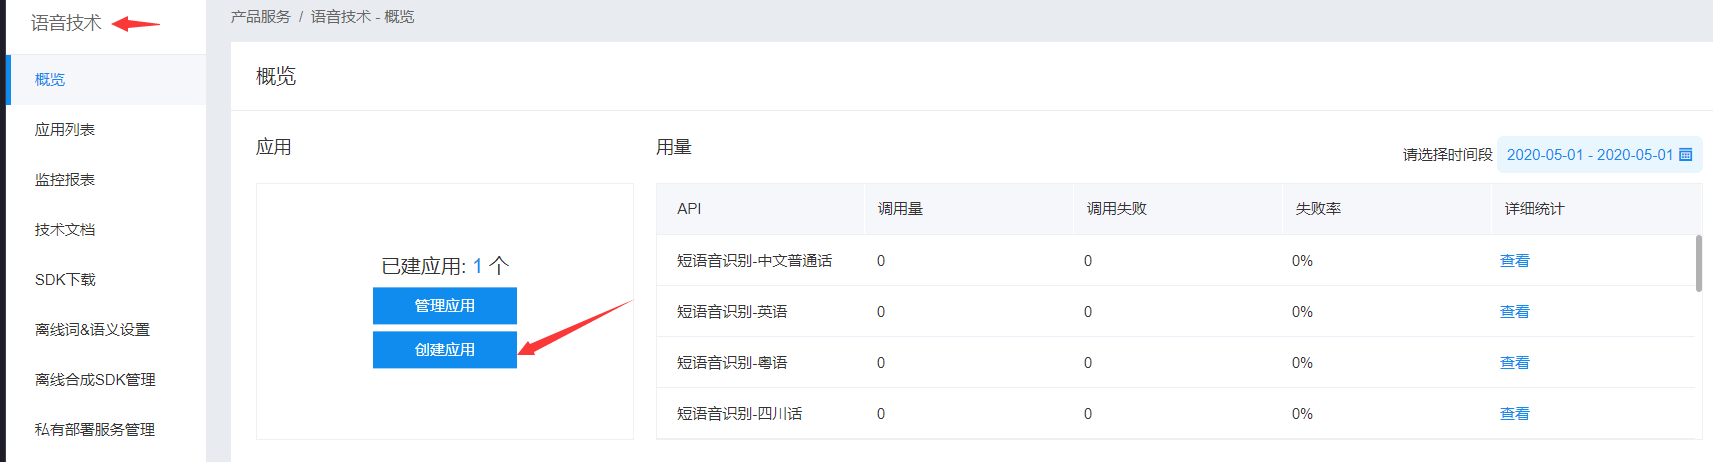 语音技术
概览
应用列表
监控报表
技术文档
SDK下载
离线词&语义设置
离线合成SDK管理
私有部署服务管理
产品服务 / 语音技术 - 概览
概览
应用
已建应用: 1 个
管理应用
创建应用
用量
请选择时间段 2020-05-01 - 2020-05-01
API 调用量 调用失败 失败率 详细统计
短语音识别-中文普通话 0 0 0% 查看
短语音识别-英语 0 0 0% 查看
短语音识别-粤语 0 0 0% 查看
短语音识别-四川话 0 0 0% 查看